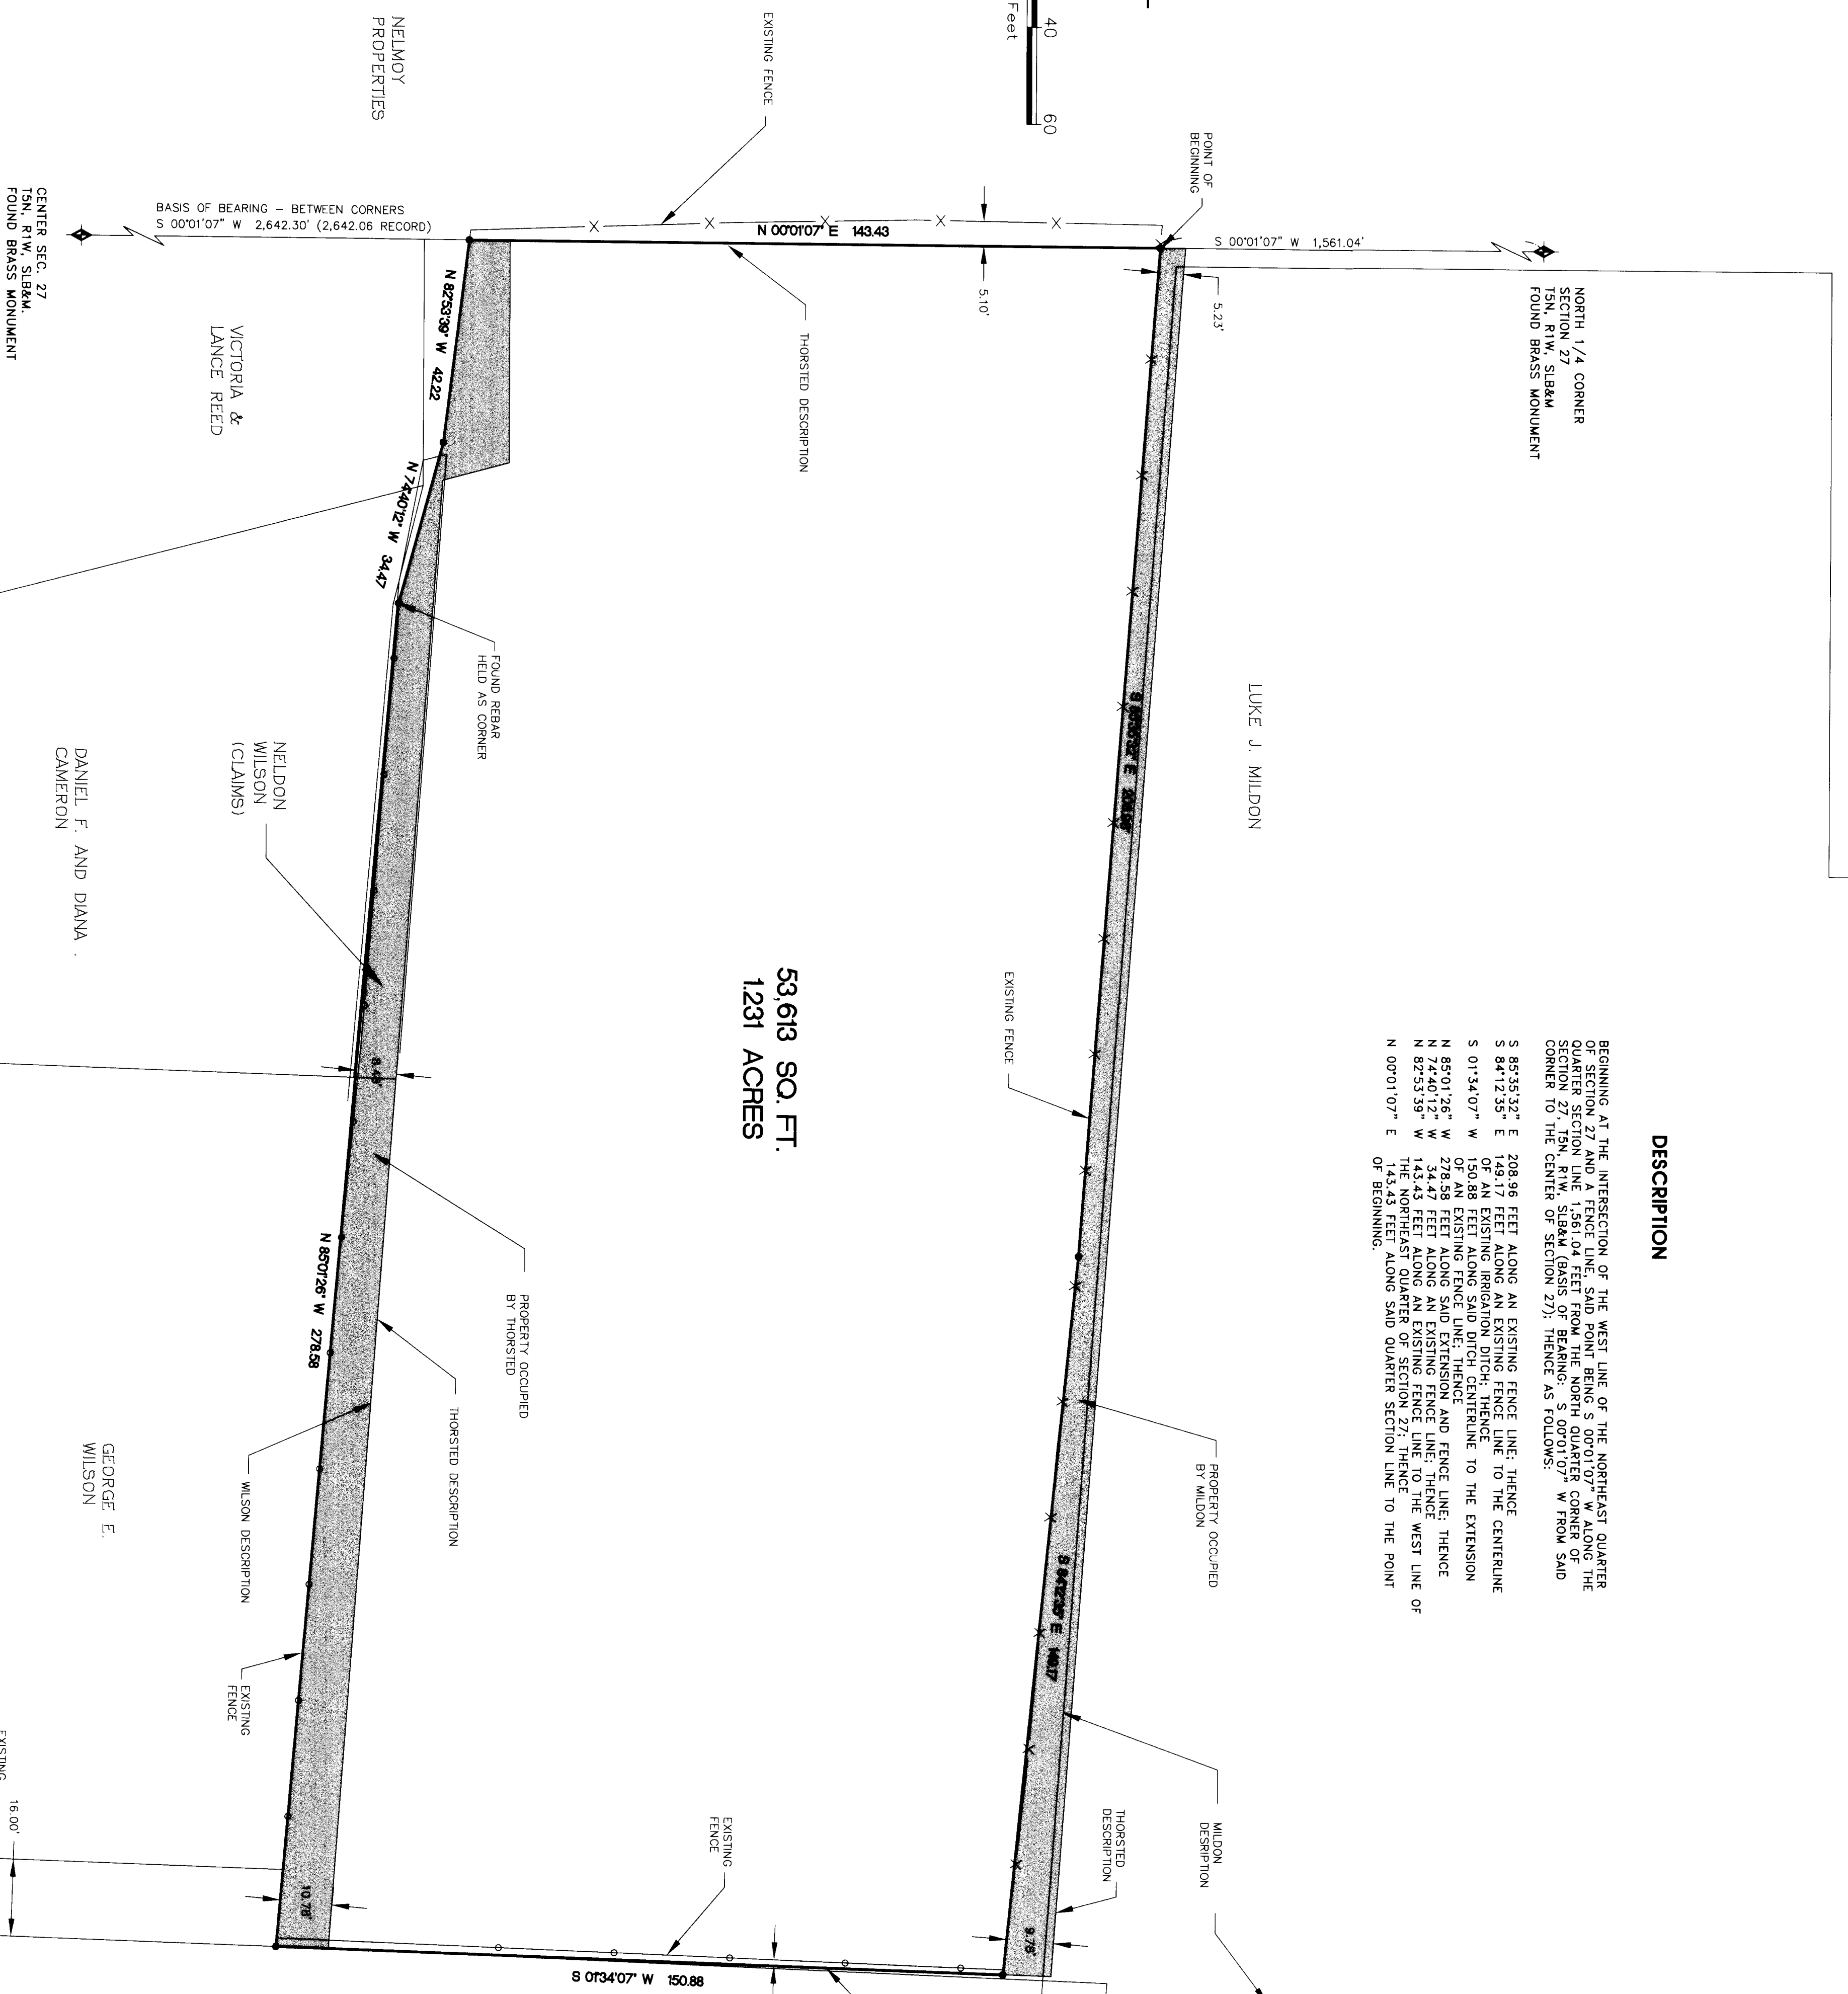 DESCRIPTION
BEGINNING AT THE INTERSECTION OF THE WEST LINE OF THE NORTHEAST QUARTER
OF SECTION 27 AND A FENCE LINE, SAID POINT BEING S 00°01'07" W ALONG THE
QUARTER SECTION LINE 1,561.04 FEET FROM THE NORTH QUARTER CORNER OF
SECTION 27, T5N, R1W, SLB&M (BASIS OF BEARING: S 00°01'07" W FROM SAID
CORNER TO THE CENTER OF SECTION 27); THENCE AS FOLLOWS:
S 85°35'32" E 208.96 FEET ALONG AN EXISTING FENCE LINE; THENCE
S 84°12'35" E 149.17 FEET ALONG AN EXISTING FENCE LINE TO THE CENTERLINE
OF AN EXISTING IRRIGATION DITCH; THENCE
S 01°34'07" W 150.88 FEET ALONG SAID DITCH CENTERLINE TO THE EXTENSION
OF AN EXISTING FENCE LINE; THENCE
N 85°01'26" W 278.58 FEET ALONG SAID EXTENSION AND FENCE LINE; THENCE
N 74°40'12" W 34.47 FEET ALONG AN EXISTING FENCE LINE; THENCE
N 82°53'39" W 143.43 FEET ALONG AN EXISTING FENCE LINE TO THE WEST LINE OF
THE NORTHEAST QUARTER OF SECTION 27; THENCE
N 00°01'07" E 143.43 FEET ALONG SAID QUARTER SECTION LINE TO THE POINT
OF BEGINNING.
NORTH 1/4 CORNER
SECTION 27
T5N, R1W, SLB&M
FOUND BRASS MONUMENT
S 00°01'07" W 1,561.04'
POINT OF
BEGINNING
5.23'
LUKE J. MILDON
40
60
Feet
S 85°35'32" E 208.96'
PROPERTY OCCUPIED
BY MILDON
S 84°12'35" E 149.17
MILDON
DESRIPTION
THORSTED
DESCRIPTION
9.78'
EXISTING FENCE
5.10'
N 00°01'07" E 143.43
EXISTING FENCE
THORSTED DESCRIPTION
53,613 SQ. FT.
1.231 ACRES
EXISTING
FENCE
S 01°34'07" W 150.88
FOUND REBAR
HELD AS CORNER
PROPERTY OCCUPIED
BY THORSTED
THORSTED DESCRIPTION
NELMOY
PROPERTIES
BASIS OF BEARING - BETWEEN CORNERS
S 00°01'07" W 2,642.30' (2,642.06 RECORD)
N 82°53'39" W 42.22
N 74°40'12" W 34.47
8.48'
N 85°01'26" W 278.58
10.78'
VICTORIA &
LANCE REED
NELDON
WILSON
(CLAIMS)
WILSON DESCRIPTION
EXISTING
FENCE
DANIEL F. AND DIANA .
CAMERON
GEORGE E.
WILSON
CENTER SEC. 27
T5N, R1W, SLB&M.
FOUND BRASS MONUMENT
EXISTING
16.00'